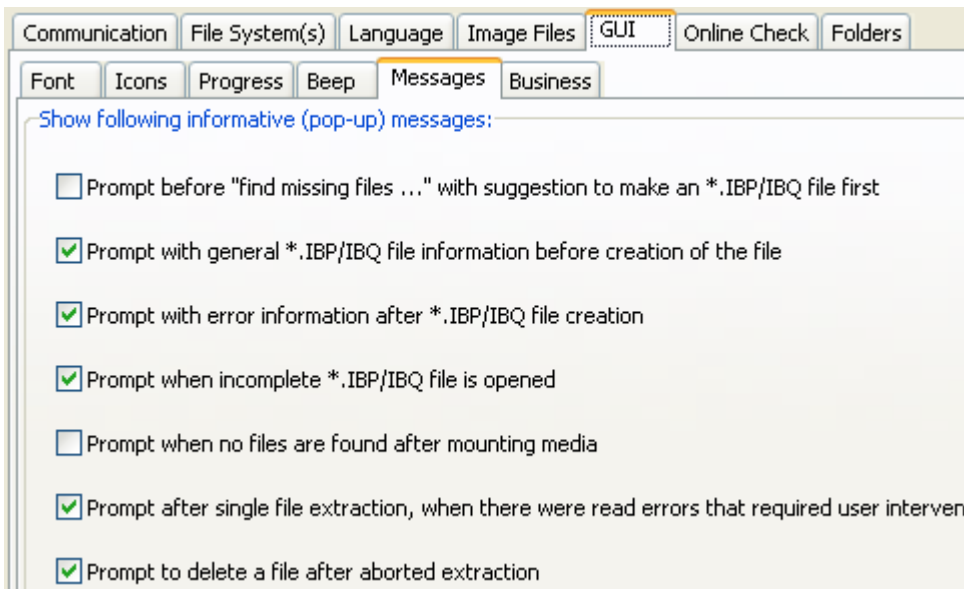 Communication File System(s) Language Image Files GUI Online Check Folders
Font Icons Progress Beep Messages Business
Show following informative (pop-up) messages:
Prompt before "find missing files ..." with suggestion to make an *.IBP/IBQ file first
Prompt with general *.IBP/IBQ file information before creation of the file
Prompt with error information after *.IBP/IBQ file creation
Prompt when incomplete *.IBP/IBQ file is opened
Prompt when no files are found after mounting media
Prompt after single file extraction, when there were read errors that required user interven
Prompt to delete a file after aborted extraction